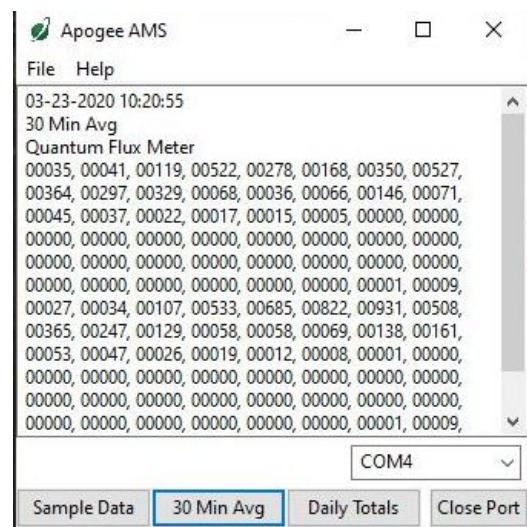 Apogee AMS
File Help
03-23-2020 10:20:55
30 Min Avg
Quantum Flux Meter
00035, 00041, 00119, 00522, 00278, 00168, 00350, 00527,
00364, 00297, 00329, 00068, 00036, 00066, 00146, 00071,
00045, 00037, 00022, 00017, 00015, 00005, 00000, 00000,
00000, 00000, 00000, 00000, 00000, 00000, 00000, 00000,
00000, 00000, 00000, 00000, 00000, 00000, 00000, 00000,
00000, 00000, 00000, 00000, 00000, 00000, 00001, 00009,
00027, 00034, 00107, 00533, 00685, 00822, 00931, 00508,
00365, 00247, 00129, 00058, 00058, 00069, 00138, 00161,
00053, 00047, 00026, 00019, 00012, 00008, 00001, 00000,
00000, 00000, 00000, 00000, 00000, 00000, 00000, 00000,
00000, 00000, 00000, 00000, 00000, 00000, 00000, 00000,
00000, 00000, 00000, 00000, 00000, 00000, 00001, 00009,
COM4
Sample Data 30 Min Avg Daily Totals Close Port